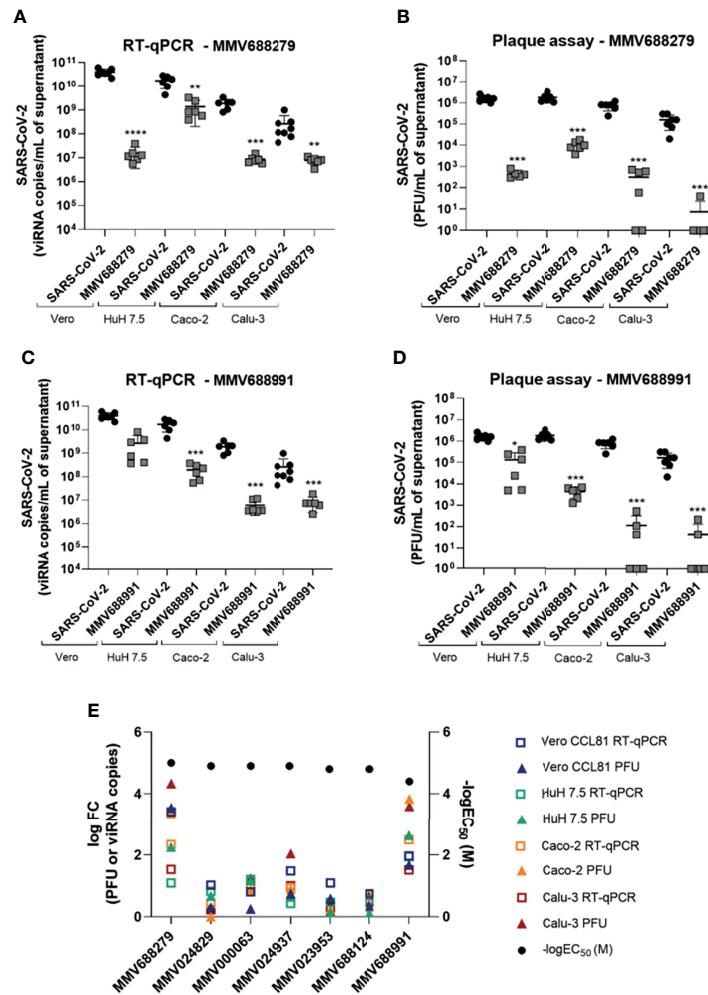 A
RT-qPCR - MMV688279
SARS-CoV-2
(viRNA copies/mL of supernatant)
10^11
10^10
10^9
10^8
10^7
10^6
10^5
10^4
****
**
***
**
SARS-CoV-2
MMV688279
SARS-CoV-2
MMV688279
SARS-CoV-2
MMV688279
SARS-CoV-2
MMV688279
Vero
HuH 7.5
Caco-2
Calu-3
B
Plaque assay - MMV688279
SARS-CoV-2
(PFU/mL of supernatant)
10^9
10^8
10^7
10^6
10^5
10^4
10^3
10^2
10^1
10^0
***
***
***
***
SARS-CoV-2
MMV688279
SARS-CoV-2
MMV688279
SARS-CoV-2
MMV688279
SARS-CoV-2
MMV688279
Vero
HuH 7.5
Caco-2
Calu-3
C
RT-qPCR - MMV688991
SARS-CoV-2
(viRNA copies/mL of supernatant)
10^11
10^10
10^9
10^8
10^7
10^6
10^5
10^4
***
***
***
SARS-CoV-2
MMV688991
SARS-CoV-2
MMV688991
SARS-CoV-2
MMV688991
SARS-CoV-2
MMV688991
Vero
HuH 7.5
Caco-2
Calu-3
D
Plaque assay - MMV688991
SARS-CoV-2
(PFU/mL of supernatant)
10^9
10^8
10^7
10^6
10^5
10^4
10^3
10^2
10^1
10^0
*
***
***
***
SARS-CoV-2
MMV688991
SARS-CoV-2
MMV688991
SARS-CoV-2
MMV688991
SARS-CoV-2
MMV688991
Vero
HuH 7.5
Caco-2
Calu-3
E
log FC
(PFU or viRNA copies)
6
4
2
0
6
4
2
0
-logEC50 (M)
MMV688279
MMV024829
MMV000063
MMV024937
MMV023953
MMV688124
MMV688991
Vero CCL81 RT-qPCR
Vero CCL81 PFU
HuH 7.5 RT-qPCR
HuH 7.5 PFU
Caco-2 RT-qPCR
Caco-2 PFU
Calu-3 RT-qPCR
Calu-3 PFU
-logEC50 (M)